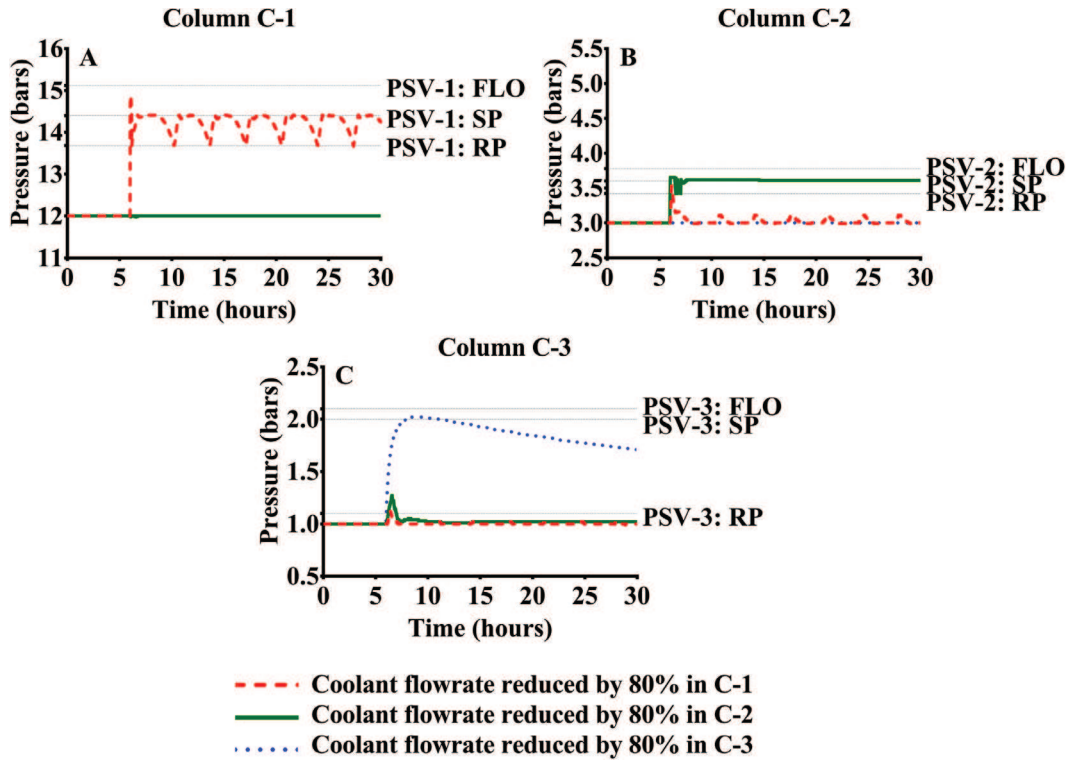 Column C-1
A
Pressure (bars)
16
15
14
13
12
11
0
5
10
15
20
25
30
Time (hours)
PSV-1: FLO
PSV-1: SP
PSV-1: RP
Column C-2
B
Pressure (bars)
5.5
5.0
4.5
4.0
3.5
3.0
2.5
0
5
10
15
20
25
30
Time (hours)
PSV-2: FLO
PSV-2: SP
PSV-2: RP
Column C-3
C
Pressure (bars)
2.5
2.0
1.5
1.0
0.5
0
5
10
15
20
25
30
Time (hours)
PSV-3: FLO
PSV-3: SP
PSV-3: RP
Coolant flowrate reduced by 80% in C-1
Coolant flowrate reduced by 80% in C-2
Coolant flowrate reduced by 80% in C-3